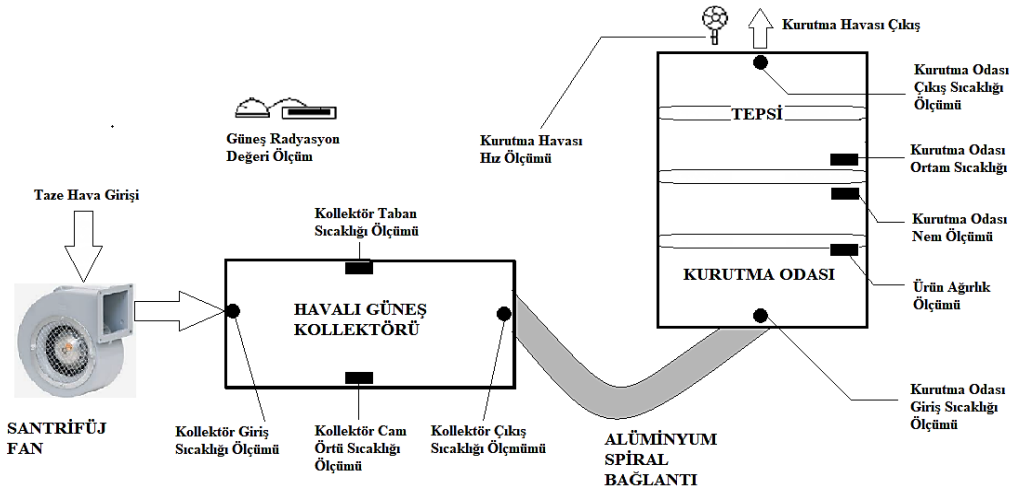 Kurutma Havası Çıkış
Kurutma Odası
Çıkış Sıcaklığı
Ölçümü
TEPSİ
Güneş Radyasyon
Değeri Ölçüm
Kurutma Havası
Hız Ölçümü
Kurutma Odası
Ortam Sıcaklığı
Taze Hava Girişi
Kollektör Taban
Sıcaklığı Ölçümü
Kurutma Odası
Nem Ölçümü
KURUTMA ODASI
Ürün Ağırlık
Ölçümü
HAVALI GÜNEŞ
KOLLEKTÖRÜ
Kurutma Odası
Giriş Sıcaklığı
Ölçümü
SANTRİFÜJ
FAN
Kollektör Giriş
Sıcaklığı Ölçümü
Kollektör Cam
Örtü Sıcaklığı
Ölçümü
Kollektör Çıkış
Sıcaklığı Ölçmümü
ALÜMİNYUM
SPİRAL
BAĞLANTI